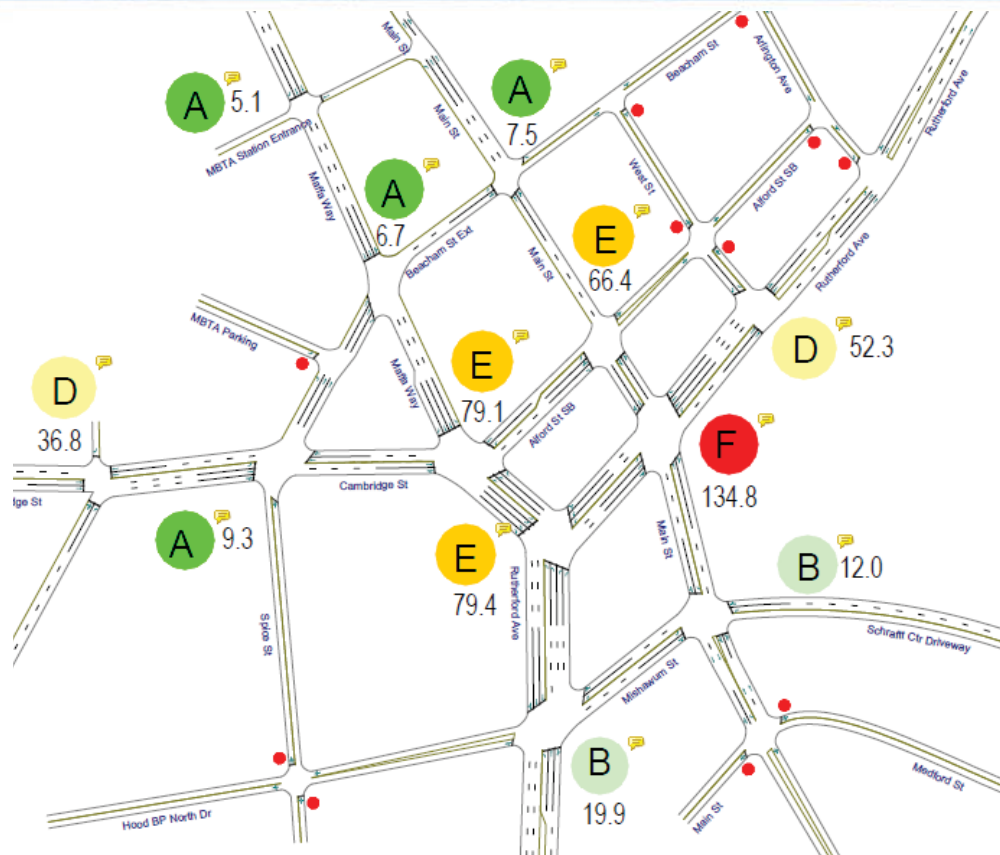 Main St
Beacham St
Arlington Ave
Rutherford Ave
A
5.1
A
7.5
Main St
MBTA Station Entrance
Maffa Way
A
6.7
West St
Alford St SB
Beacham St Ext
Main St
E
66.4
Rutherford Ave
MBTA Parking
D
52.3
E
79.1
Maffa Way
D
36.8
Alford St SB
F
134.8
Cambridge St
dge St
A
9.3
Main St
E
79.4
Rutherford Ave
B
12.0
Spice St
Schrafft Ctr Driveway
Mishawum St
B
19.9
Medford St
Hood BP North Dr
Main St